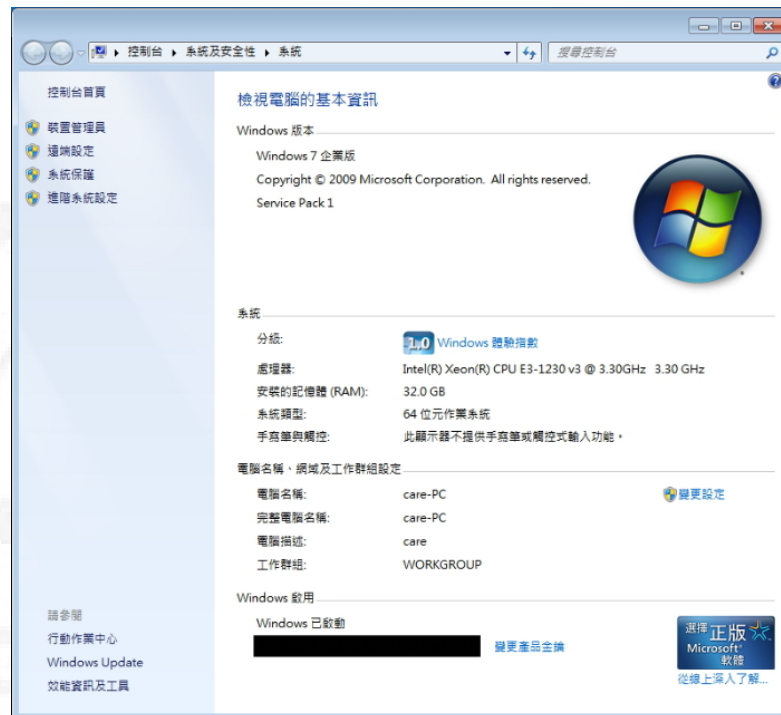 控制台 ▸ 系統及安全性 ▸ 系統
搜尋控制台
控制台首頁
裝置管理員
遠端設定
系統保護
進階系統設定
請參閱
行動作業中心
Windows Update
效能資訊及工具
檢視電腦的基本資訊
Windows 版本
Windows 7 企業版
Copyright © 2009 Microsoft Corporation. All rights reserved.
Service Pack 1
系統
分級: 1.0 Windows 體驗指數
處理器: Intel(R) Xeon(R) CPU E3-1230 v3 @ 3.30GHz 3.30 GHz
安裝的記憶體 (RAM): 32.0 GB
系統類型: 64 位元作業系統
手寫筆與觸控: 此顯示器不提供手寫筆或觸控式輸入功能。
電腦名稱、網域及工作群組設定
電腦名稱: care-PC 變更設定
完整電腦名稱: care-PC
電腦描述: care
工作群組: WORKGROUP
Windows 啟用
Windows 已啟動
變更產品金鑰
選擇正版
Microsoft®
軟體
從線上深入了解...